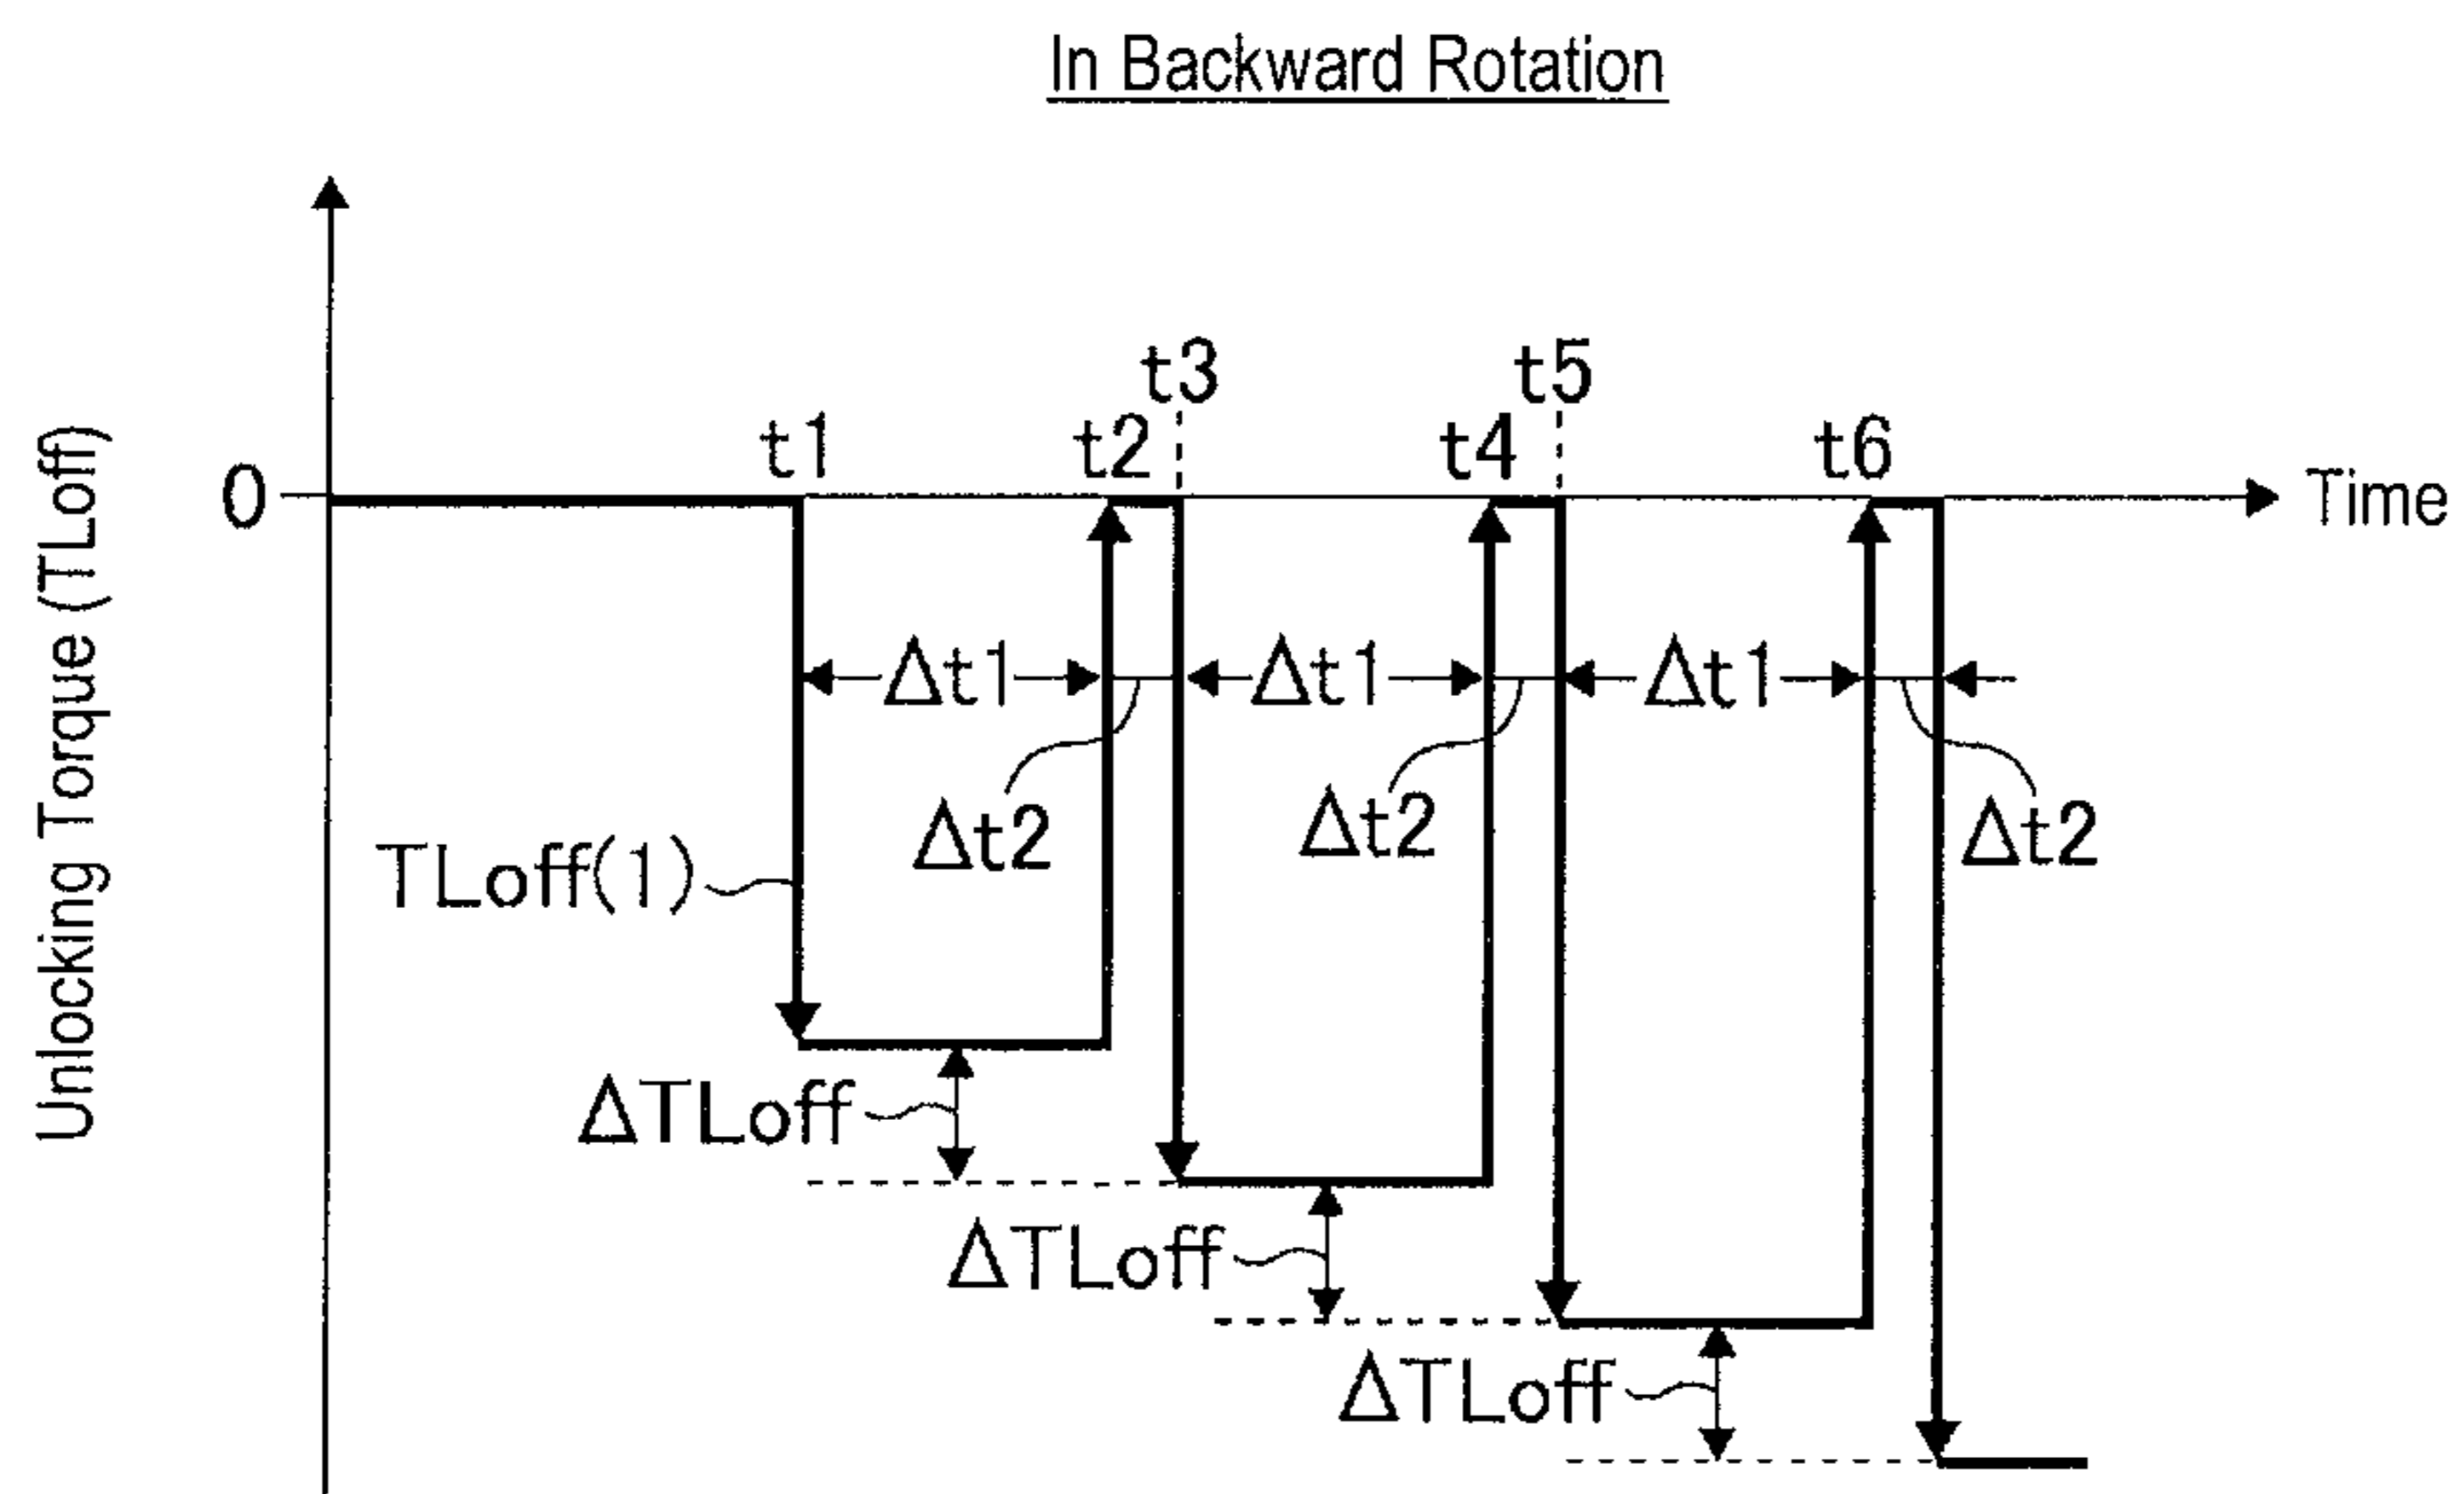 In Backward Rotation
t3
t5
t1
t2
t4
t6
0
Time
Unlocking Torque (TLoff)
Δt1
Δt1
Δt1
Δt2
Δt2
Δt2
TLoff(1)
ΔTLoff
ΔTLoff
ΔTLoff